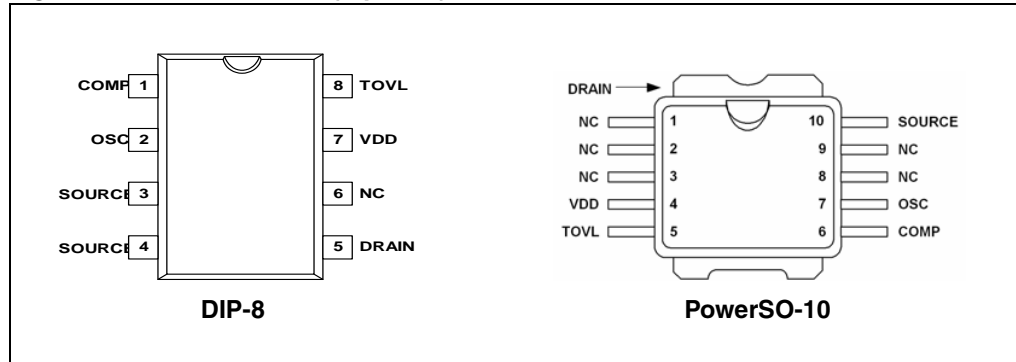 COMP 1
OSC 2
SOURCE 3
SOURCE 4
8 TOVL
7 VDD
6 NC
5 DRAIN
DIP-8
DRAIN
NC 1
NC 2
NC 3
VDD 4
TOVL 5
10 SOURCE
9 NC
8 NC
7 OSC
6 COMP
PowerSO-10